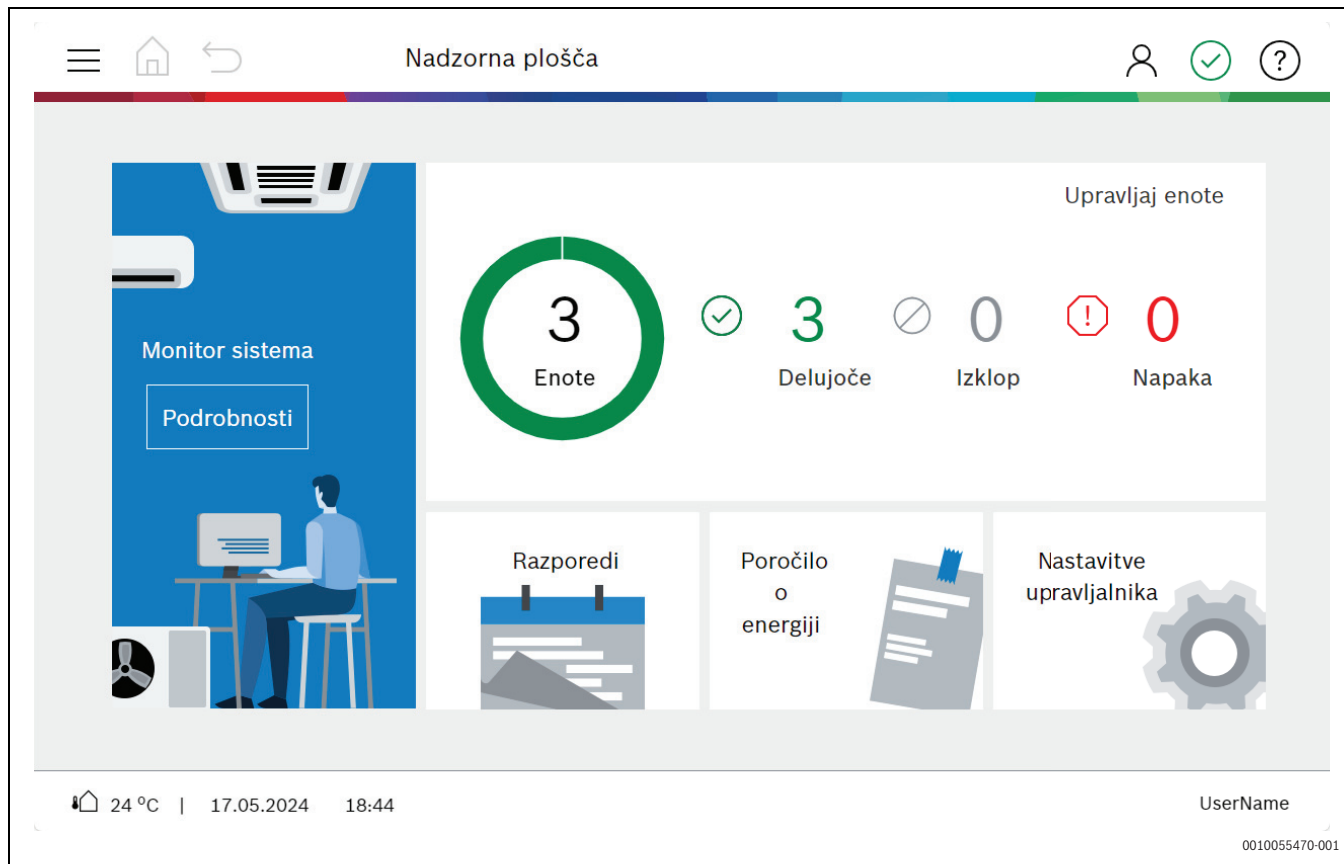 Nadzorna plošča
?
Monitor sistema
Podrobnosti
Upravljaj enote
3
Enote
3
Delujoče
0
Izklop
!
0
Napaka
Razporedi
Poročilo
o
energiji
Nastavitve
upravljalnika
24 ºC | 17.05.2024 18:44
UserName
0010055470-001